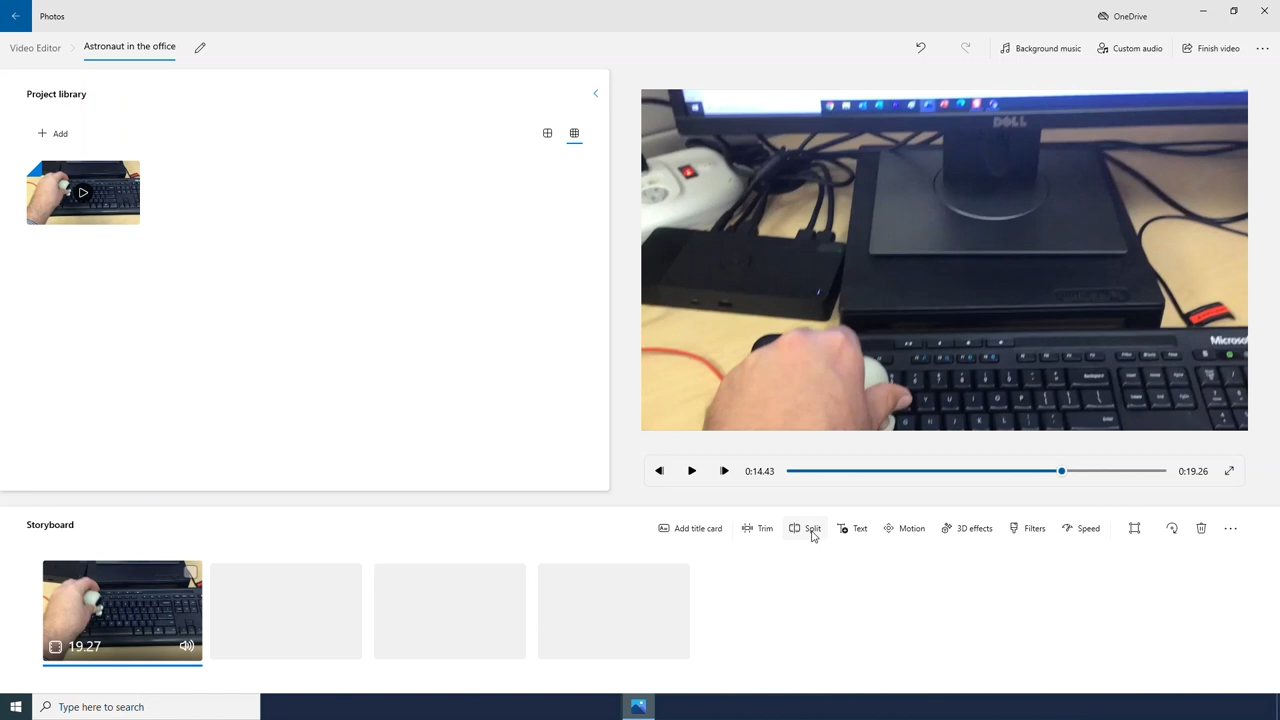 Photos
OneDrive
Video Editor
Astronaut in the office
Background music
Custom audio
Finish video
Project library
Add
DELL
Microsof
0:14.43
0:19.26
Storyboard
Add title card
Trim
Split
Text
Motion
3D effects
Filters
Speed
19.27
Type here to search